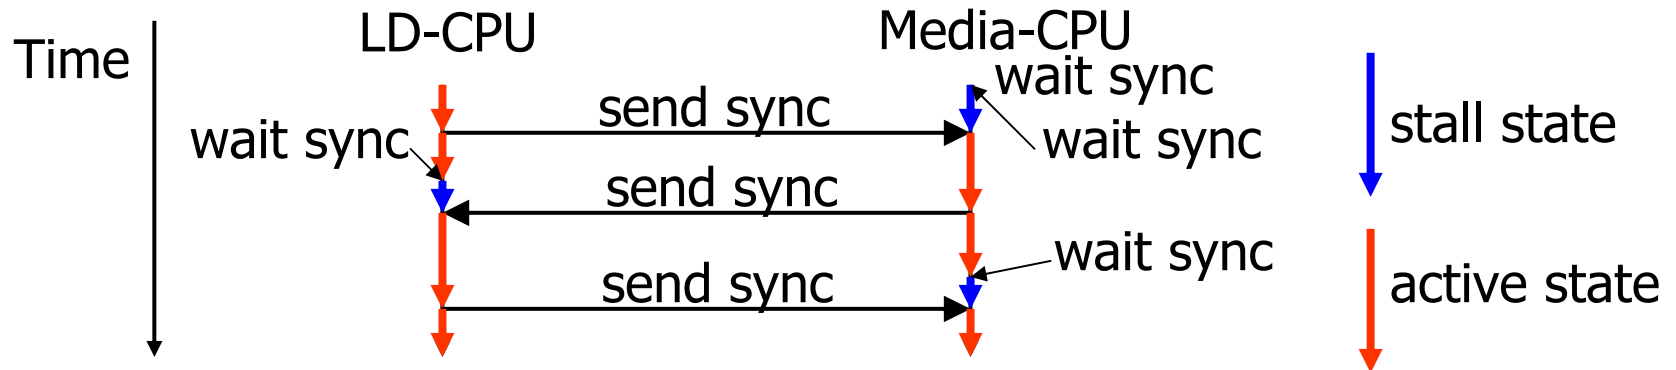 Time
LD-CPU
Media-CPU
wait sync
send sync
wait sync
wait sync
stall state
send sync
wait sync
send sync
active state